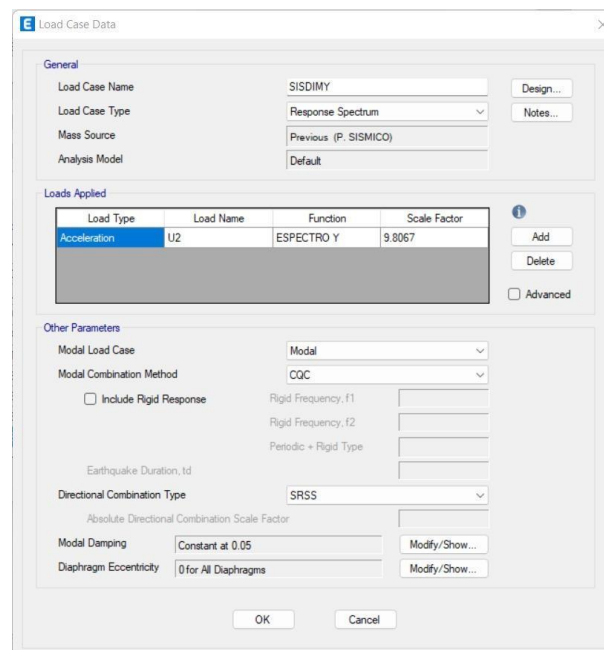 E Load Case Data
General
Load Case Name SISDIMY Design...
Load Case Type Response Spectrum Notes...
Mass Source Previous (P. SISMICO)
Analysis Model Default
Loads Applied
Load Type Load Name Function Scale Factor
Acceleration U2 ESPECTRO Y 9.8067 Add
Delete
Advanced
Other Parameters
Modal Load Case Modal
Modal Combination Method CQC
Include Rigid Response Rigid Frequency, f1
Rigid Frequency, f2
Periodic + Rigid Type
Earthquake Duration, td
Directional Combination Type SRSS
Absolute Directional Combination Scale Factor
Modal Damping Constant at 0.05 Modify/Show...
Diaphragm Eccentricity 0 for All Diaphragms Modify/Show...
OK Cancel